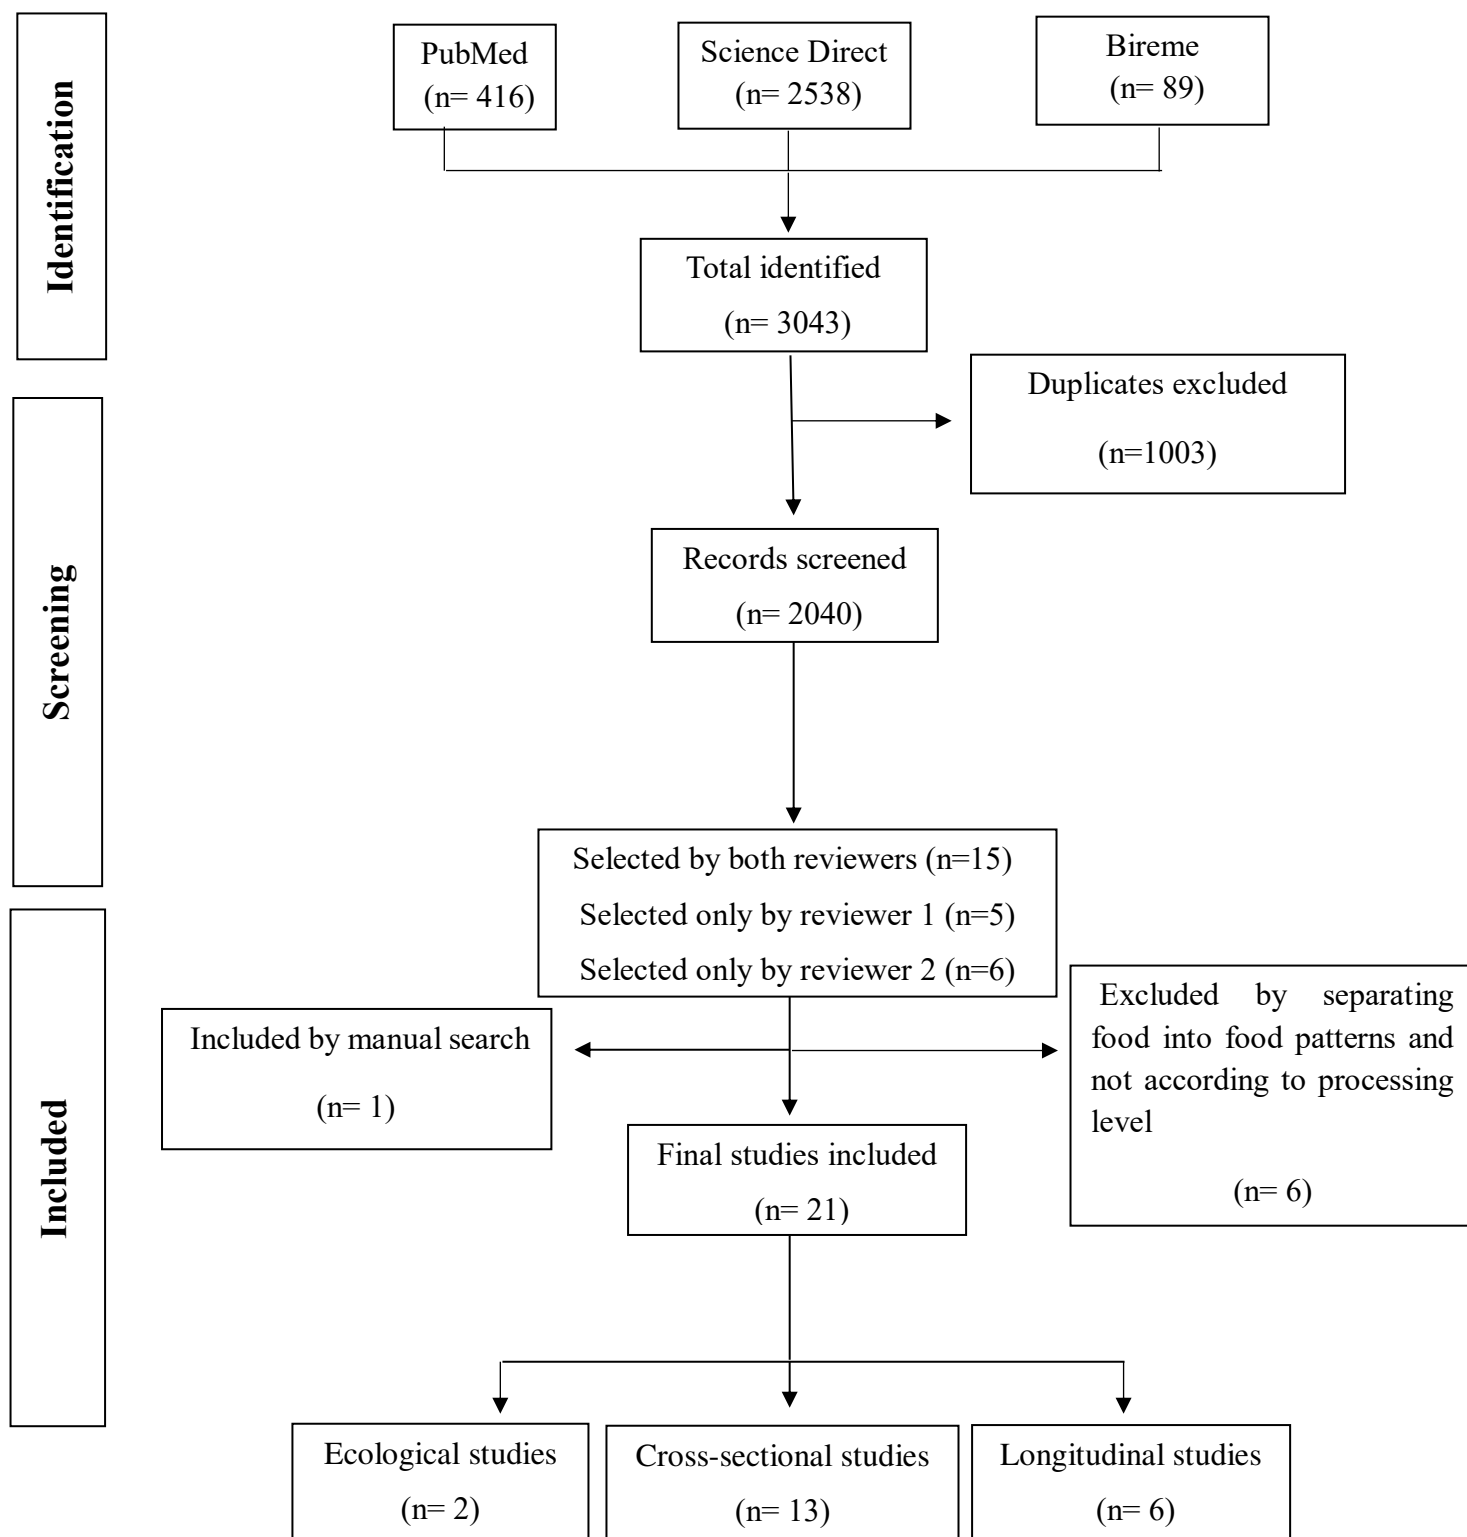 Identification
PubMed
(n= 416)
Science Direct
(n= 2538)
Bireme
(n= 89)
Total identified
(n= 3043)
Duplicates excluded
(n=1003)
Screening
Records screened
(n= 2040)
Selected by both reviewers (n=15)
Selected only by reviewer 1 (n=5)
Selected only by reviewer 2 (n=6)
Included
Included by manual search
(n= 1)
Excluded by separating
food into food patterns and
not according to processing
level
(n= 6)
Final studies included
(n= 21)
Ecological studies
(n= 2)
Cross-sectional studies
(n= 13)
Longitudinal studies
(n= 6)